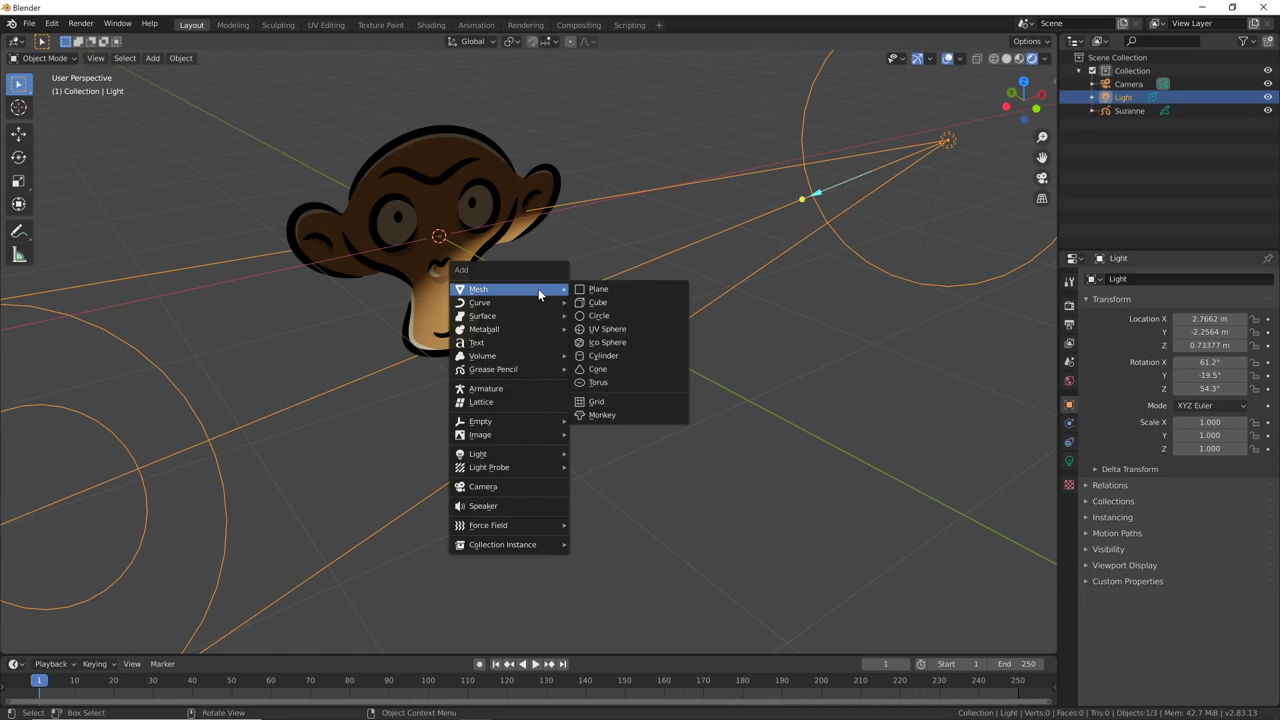 Blender
File Edit Render Window Help Layout Modeling Sculpting UV Editing Texture Paint Shading Animation Rendering Compositing Scripting + Scene View Layer
Global Options
Object Mode View Select Add Object
User Perspective
(1) Collection | Light
Z
Y
X
Add
Mesh
Curve
Surface
Metaball
Text
Volume
Grease Pencil
Armature
Lattice
Empty
Image
Light
Light Probe
Camera
Speaker
Force Field
Collection Instance
Plane
Cube
Circle
UV Sphere
Ico Sphere
Cylinder
Cone
Torus
Grid
Monkey
Scene Collection
Collection
Camera
Light
Suzanne
Light
Light
Transform
Location X 2.7662 m
Y -2.2564 m
Z 0.73377 m
Rotation X 61.2°
Y -19.5°
Z 54.3°
Mode XYZ Euler
Scale X 1.000
Y 1.000
Z 1.000
Delta Transform
Relations
Collections
Instancing
Motion Paths
Visibility
Viewport Display
Custom Properties
Playback Keying View Marker 1 Start 1 End 250
1 10 20 30 40 50 60 70 80 90 100 110 120 130 140 150 160 170 180 190 200 210 220 230 240 250
Select Box Select Rotate View Object Context Menu Collection | Light | Verts:0 | Faces:0 | Tris:0 | Objects:1/3 | Mem: 42.7 MiB | v2.83.13